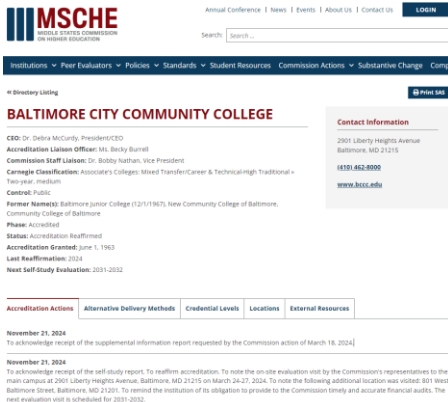 MSCHE
MIDDLE STATES COMMISSION
ON HIGHER EDUCATION
Annual Conference | News | Events | About Us | Contact Us LOGIN
Search: Search ...
Institutions Peer Evaluators Policies Standards Student Resources Commission Actions Substantive Change Comp
Directory Listing
Print SAS
BALTIMORE CITY COMMUNITY COLLEGE
CEO: Dr. Debra McCurdy, President/CEO
Accreditation Liaison Officer: Ms. Becky Burrell
Commission Staff Liaison: Dr. Bobby Nathan, Vice President
Carnegie Classification: Associate's Colleges: Mixed Transfer/Career & Technical-High Traditional »
Two-year, medium
Control: Public
Former Name(s): Baltimore Junior College (12/1/1967), New Community College of Baltimore,
Community College of Baltimore
Phase: Accredited
Status: Accreditation Reaffirmed
Accreditation Granted: June 1, 1963
Last Reaffirmation: 2024
Next Self-Study Evaluation: 2031-2032
Contact Information
2901 Liberty Heights Avenue
Baltimore, MD 21215
(410) 462-8000
www.bccc.edu
Accreditation Actions Alternative Delivery Methods Credential Levels Locations External Resources
November 21, 2024
To acknowledge receipt of the supplemental information report requested by the Commission action of March 18, 2024.
November 21, 2024
To acknowledge receipt of the self-study report. To reaffirm accreditation. To note the on-site evaluation visit by the Commission's representatives to the
main campus at 2901 Liberty Heights Avenue, Baltimore, MD 21215 on March 24-27, 2024. To note the following additional location was visited: 801 West
Baltimore Street, Baltimore, MD 21201. To remind the institution of its obligation to provide to the Commission timely and accurate financial audits. The
next evaluation visit is scheduled for 2031-2032.